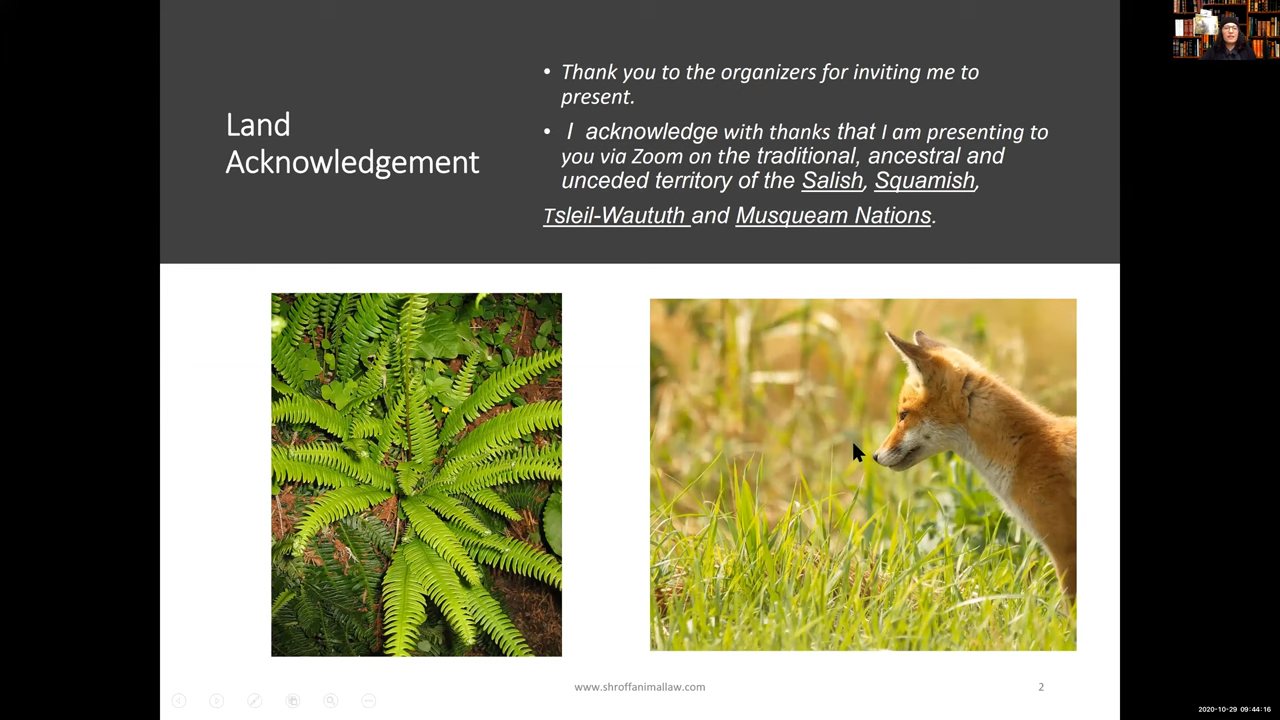 Land
Acknowledgement
• Thank you to the organizers for inviting me to
present.
• I acknowledge with thanks that I am presenting to
you via Zoom on the traditional, ancestral and
unceded territory of the Salish, Squamish,
Tsleil-Waututh and Musqueam Nations.
www.shroffanimallaw.com
2
2020-10-29 09:44:16